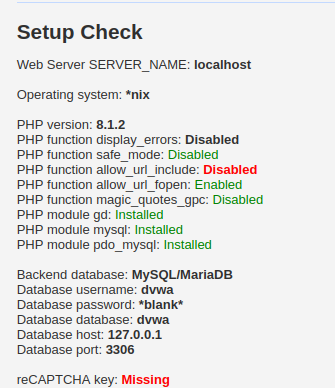 Setup Check
Web Server SERVER_NAME: localhost
Operating system: *nix
PHP version: 8.1.2
PHP function display_errors: Disabled
PHP function safe_mode: Disabled
PHP function allow_url_include: Disabled
PHP function allow_url_fopen: Enabled
PHP function magic_quotes_gpc: Disabled
PHP module gd: Installed
PHP module mysql: Installed
PHP module pdo_mysql: Installed
Backend database: MySQL/MariaDB
Database username: dvwa
Database password: *blank*
Database database: dvwa
Database host: 127.0.0.1
Database port: 3306
reCAPTCHA key: Missing